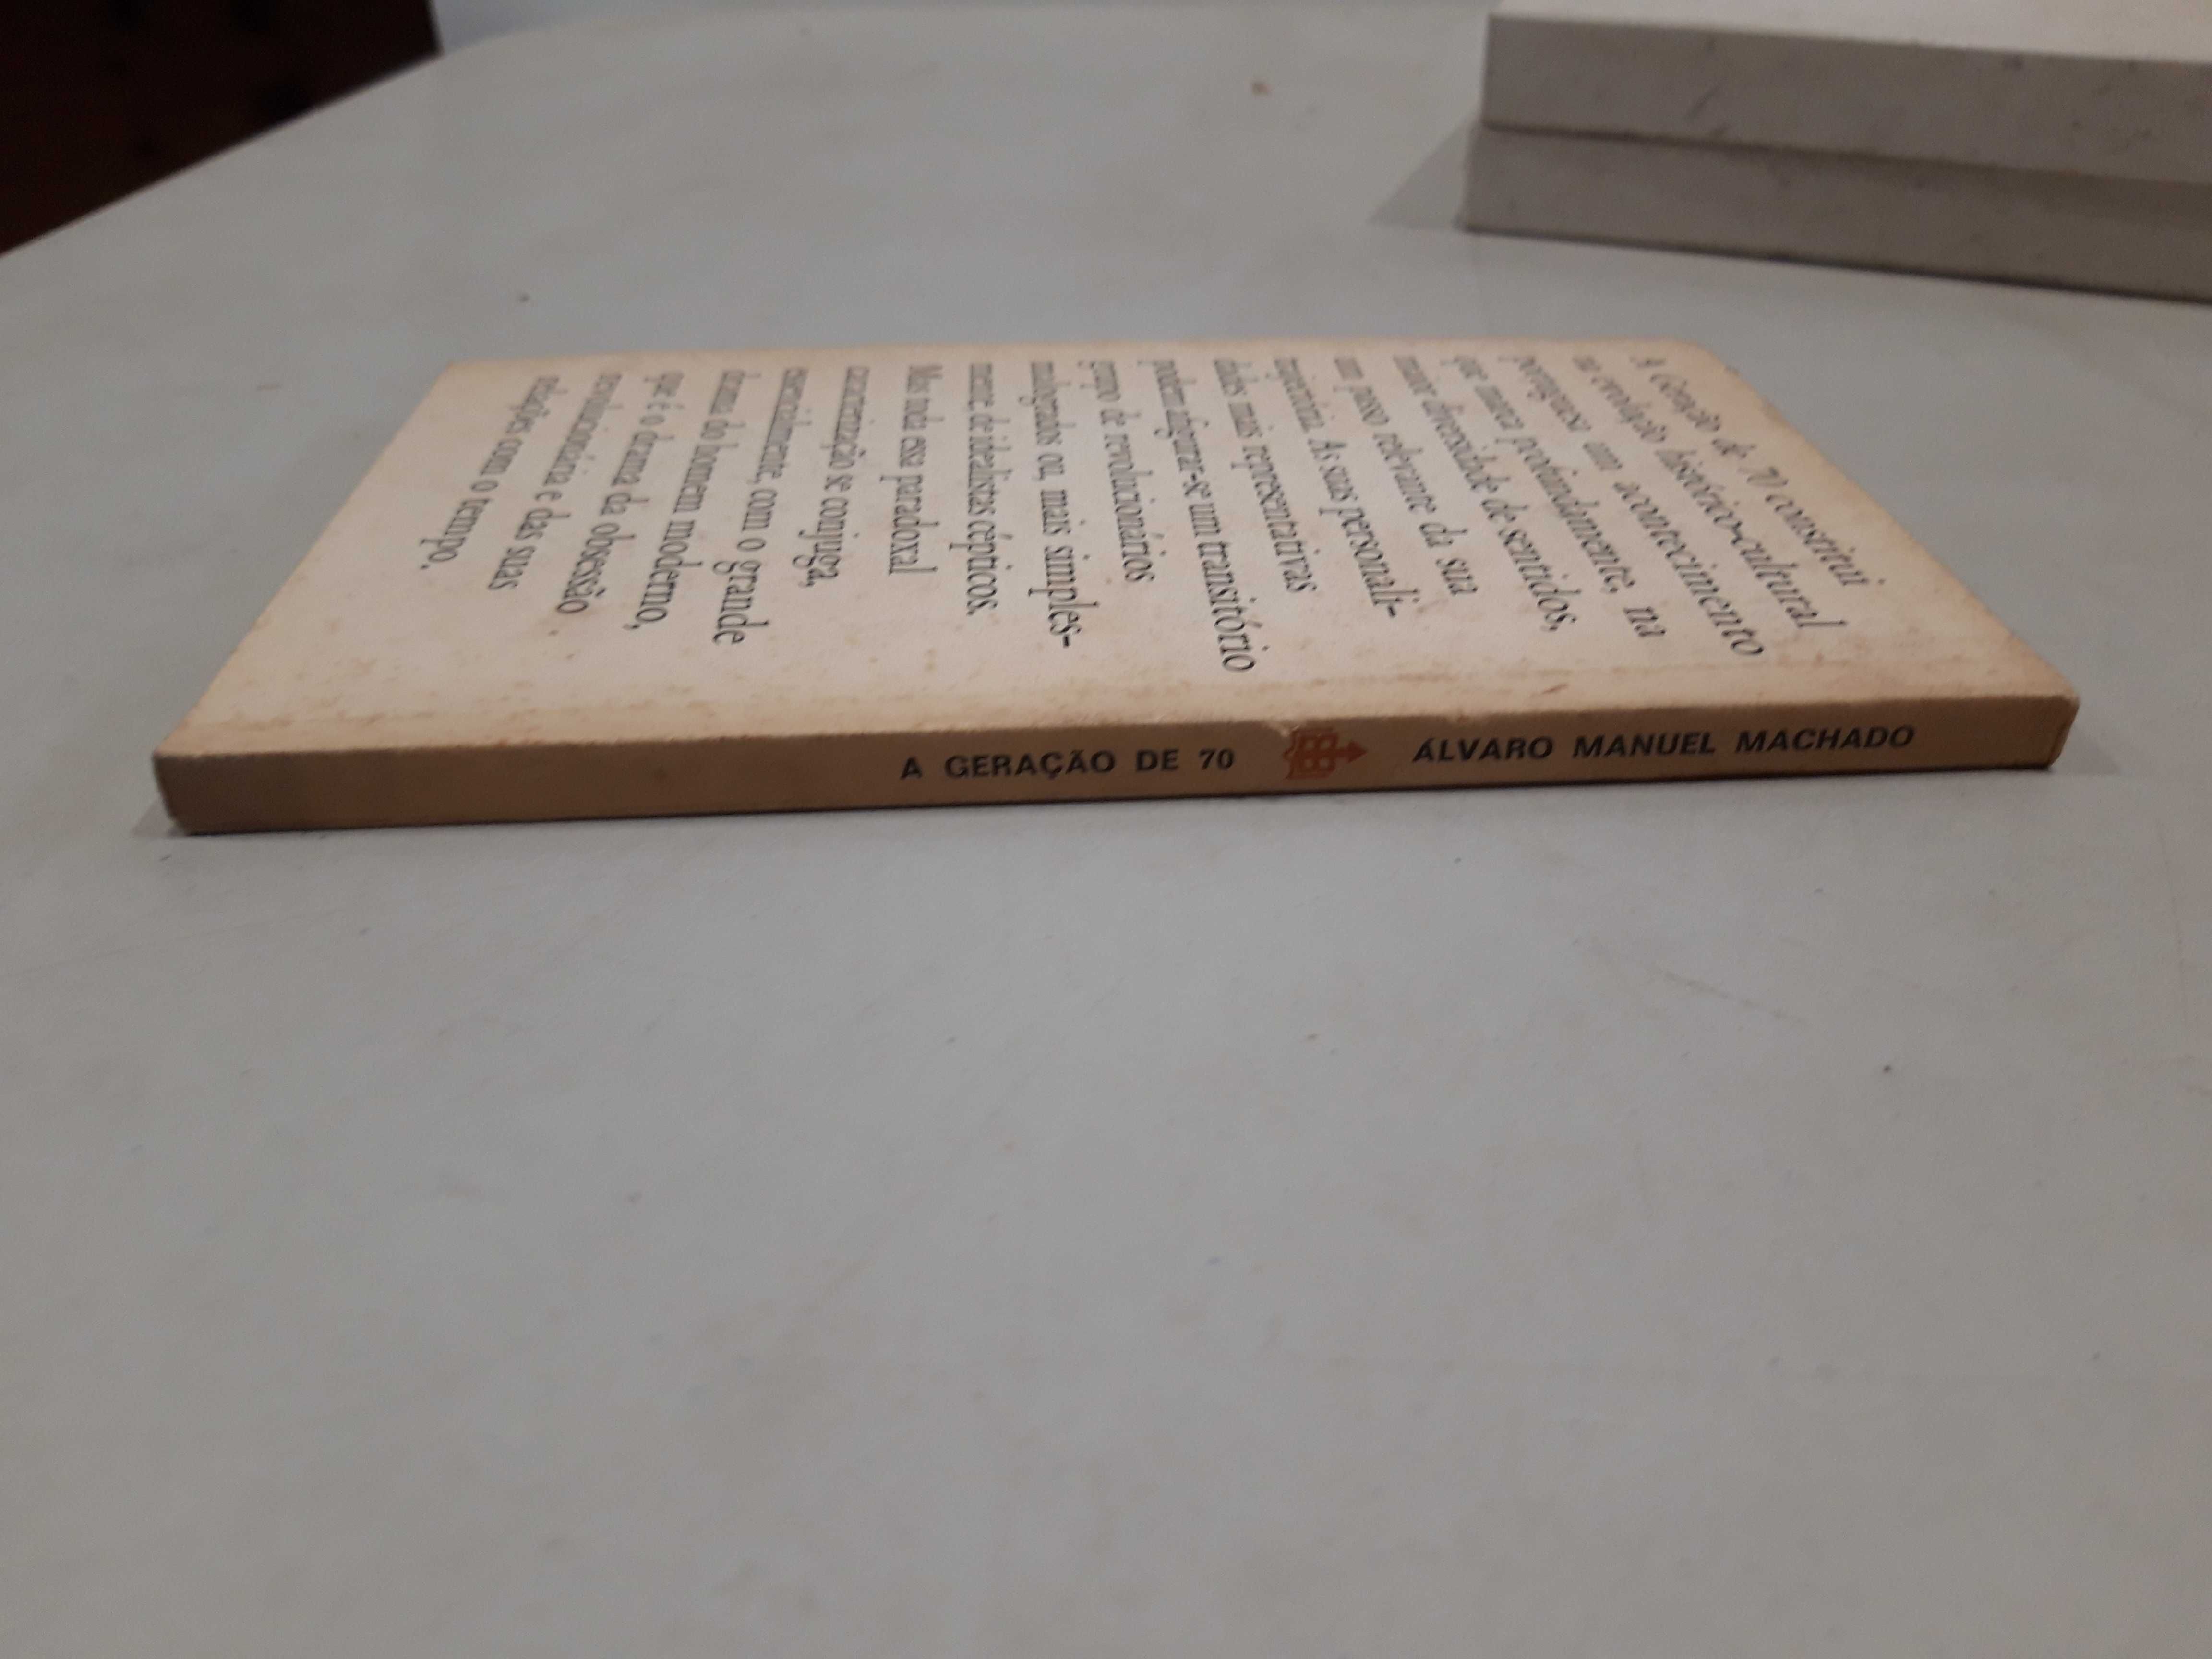 A Geração de 70 constitui
na evolução histórico-cultural
portuguesa um acontecimento
que marca profundamente, na
maior diversidade de sentidos,
um passo relevante da sua
trajectória. As suas personali-
dades mais representativas
podem afigurar-se um transitório
grupo de revolucionários
malogrados ou, mais simples-
mente, de idealistas cépticos.
Mas toda essa paradoxal
caracterização se conjuga,
essencialmente, com o grande
drama do homem moderno,
que é o drama da obsessão
revolucionária e das suas
relações com o tempo.
A GERAÇÃO DE 70 ÁLVARO MANUEL MACHADO